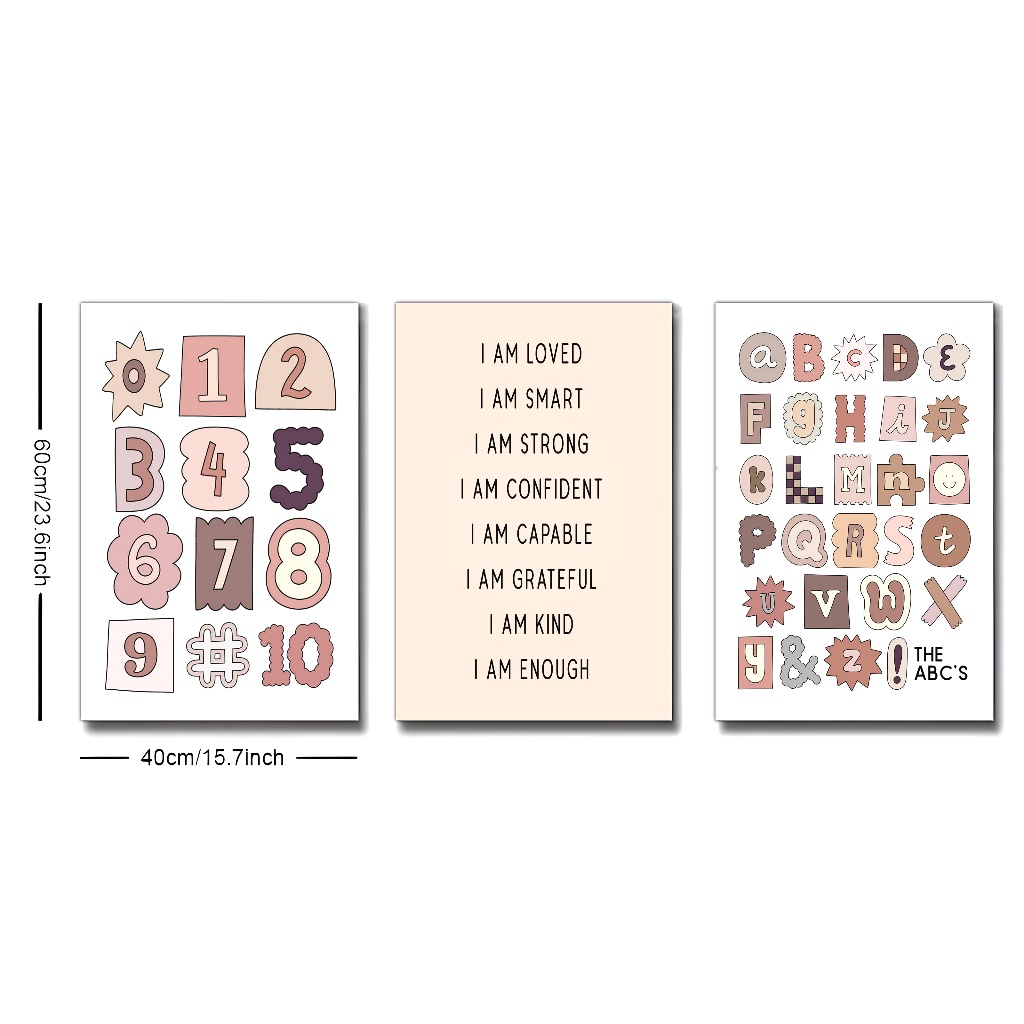 0 1 2
3 4 5
6 7 8
9 # 10
I AM LOVED
I AM SMART
I AM STRONG
I AM CONFIDENT
I AM CAPABLE
I AM GRATEFUL
I AM KIND
I AM ENOUGH
a B C D E
F g H i J
k L M n
P Q R S t
U V W X
y & z !
THE
ABC'S
60cm/23.6inch
40cm/15.7inch